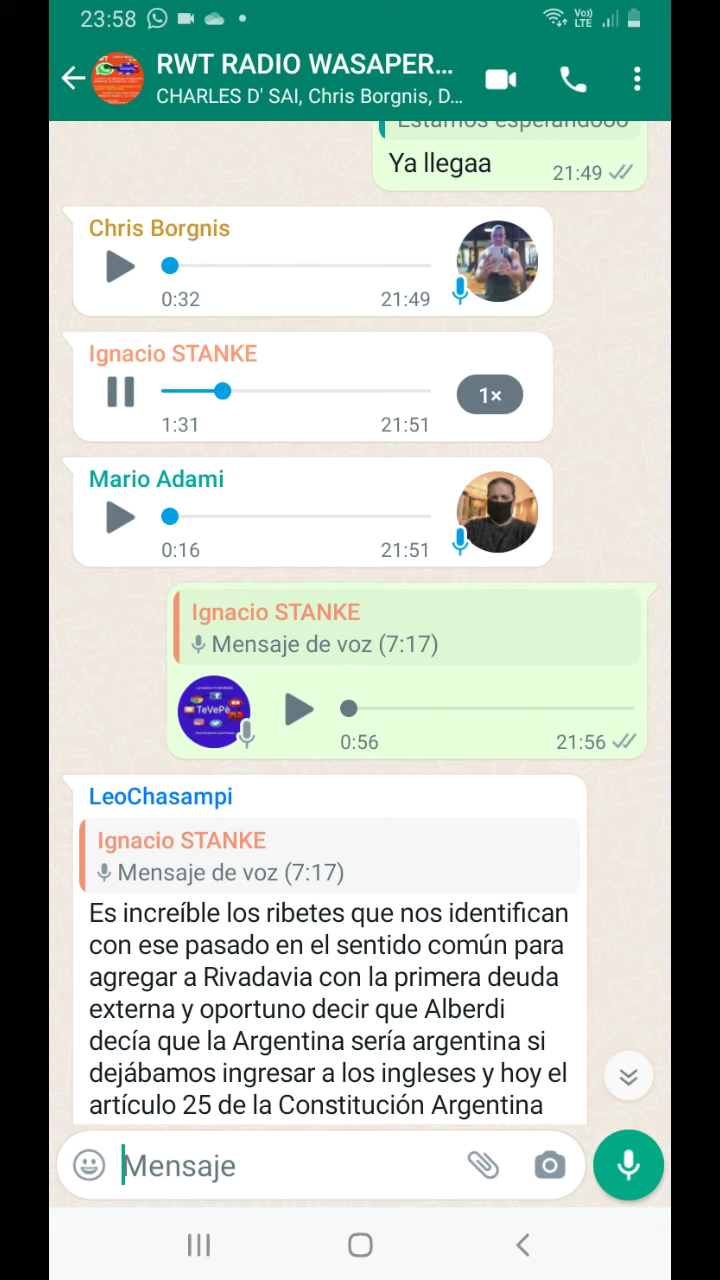 23:58
Vo))
LTE
RWT RADIO WASAPER...
CHARLES D' SAI, Chris Borgnis, D...
Estamos esperandooo
Ya llegaa
21:49
Chris Borgnis
0:32
21:49
Ignacio STANKE
1×
1:31
21:51
Mario Adami
0:16
21:51
Ignacio STANKE
Mensaje de voz (7:17)
TeVePè
0:56
21:56
LeoChasampi
Ignacio STANKE
Mensaje de voz (7:17)
Es increíble los ribetes que nos identifican
con ese pasado en el sentido común para
agregar a Rivadavia con la primera deuda
externa y oportuno decir que Alberdi
decía que la Argentina sería argentina si
dejábamos ingresar a los ingleses y hoy el
artículo 25 de la Constitución Argentina
Mensaje